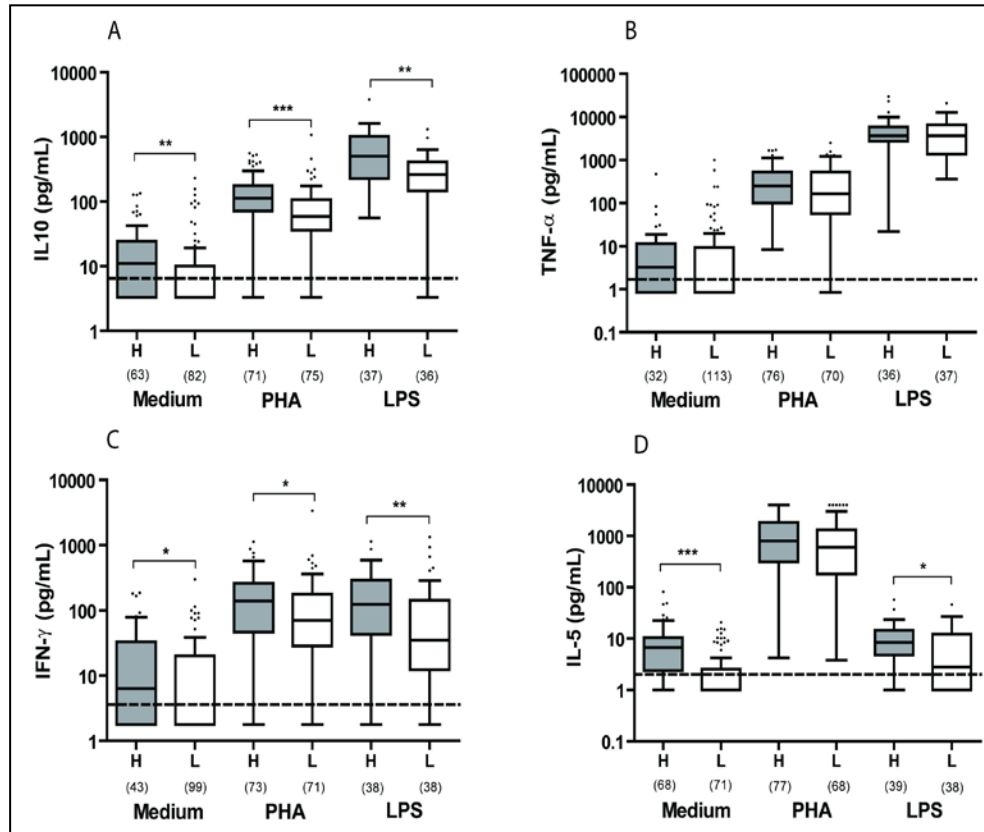 A
IL10 (pg/mL)
10000
1000
100
10
1
**
***
**
H L H L H L
(63) (82) (71) (75) (37) (36)
Medium PHA LPS
B
TNF-α (pg/mL)
100000
10000
1000
100
10
1
0.1
H L H L H L
(32) (113) (76) (70) (36) (37)
Medium PHA LPS
C
IFN-γ (pg/mL)
10000
1000
100
10
1
*
*
**
H L H L H L
(43) (99) (73) (71) (38) (38)
Medium PHA LPS
D
IL-5 (pg/mL)
10000
1000
100
10
1
0.1
***
*
H L H L H L
(68) (71) (77) (68) (39) (38)
Medium PHA LPS